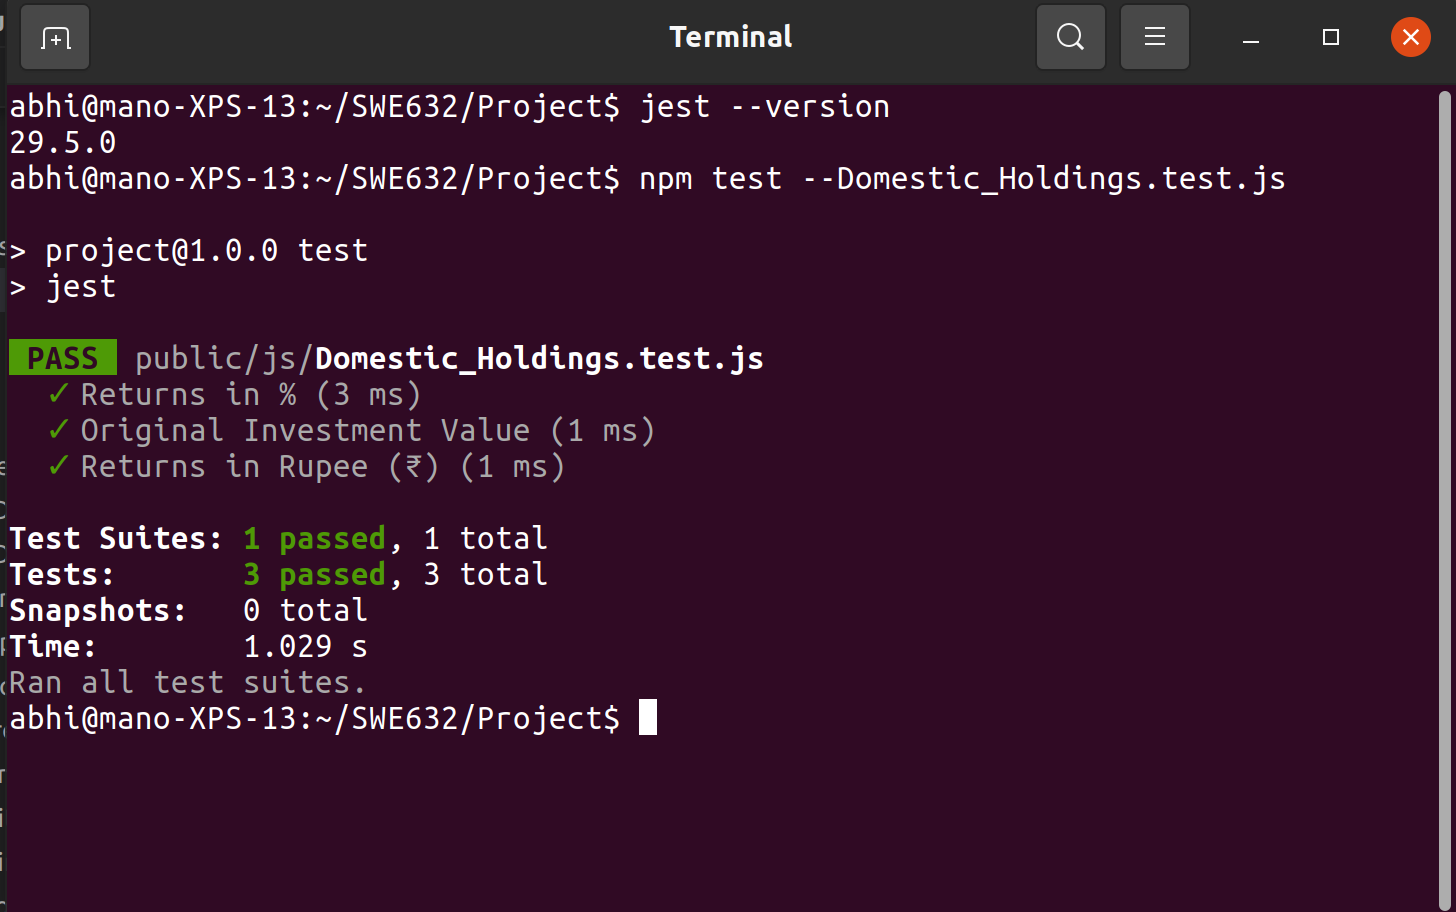 Terminal
abhi@mano-XPS-13:~/SWE632/Project$ jest --version
29.5.0
abhi@mano-XPS-13:~/SWE632/Project$ npm test --Domestic_Holdings.test.js
> project@1.0.0 test
> jest
PASS public/js/Domestic_Holdings.test.js
✓ Returns in % (3 ms)
✓ Original Investment Value (1 ms)
✓ Returns in Rupee (₹) (1 ms)
Test Suites: 1 passed, 1 total
Tests: 3 passed, 3 total
Snapshots: 0 total
Time: 1.029 s
Ran all test suites.
abhi@mano-XPS-13:~/SWE632/Project$